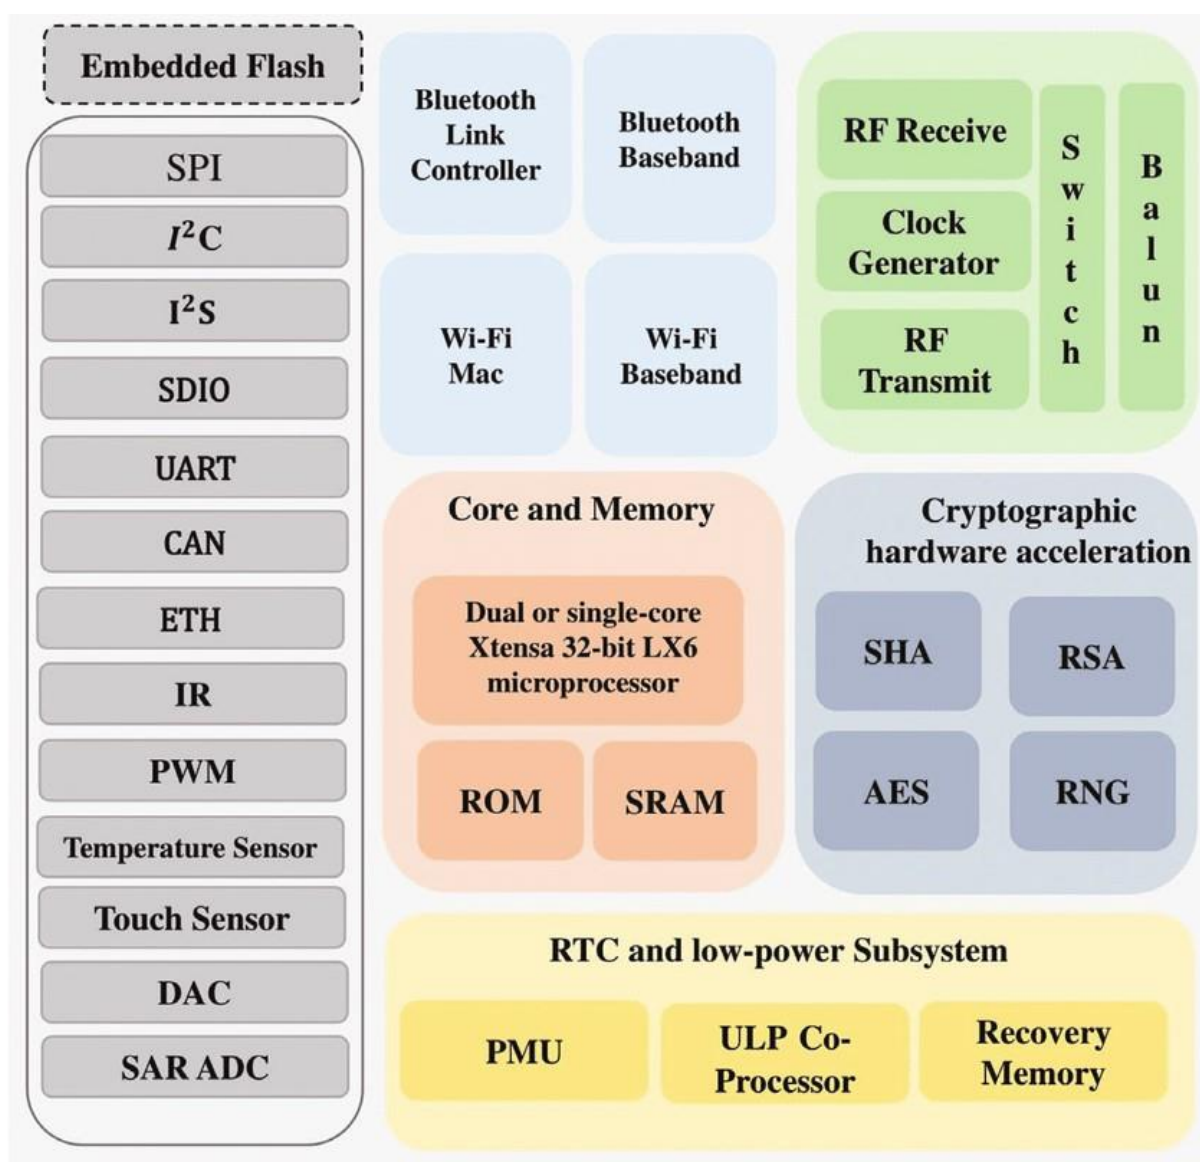 Embedded Flash
SPI
I²C
I²S
SDIO
UART
CAN
ETH
IR
PWM
Temperature Sensor
Touch Sensor
DAC
SAR ADC
Bluetooth
Link
Controller
Bluetooth
Baseband
Wi-Fi
Mac
Wi-Fi
Baseband
RF Receive
Clock
Generator
RF
Transmit
Switch
Balun
Core and Memory
Dual or single-core
Xtensa 32-bit LX6
microprocessor
ROM
SRAM
Cryptographic
hardware acceleration
SHA
RSA
AES
RNG
RTC and low-power Subsystem
PMU
ULP Co-
Processor
Recovery
Memory